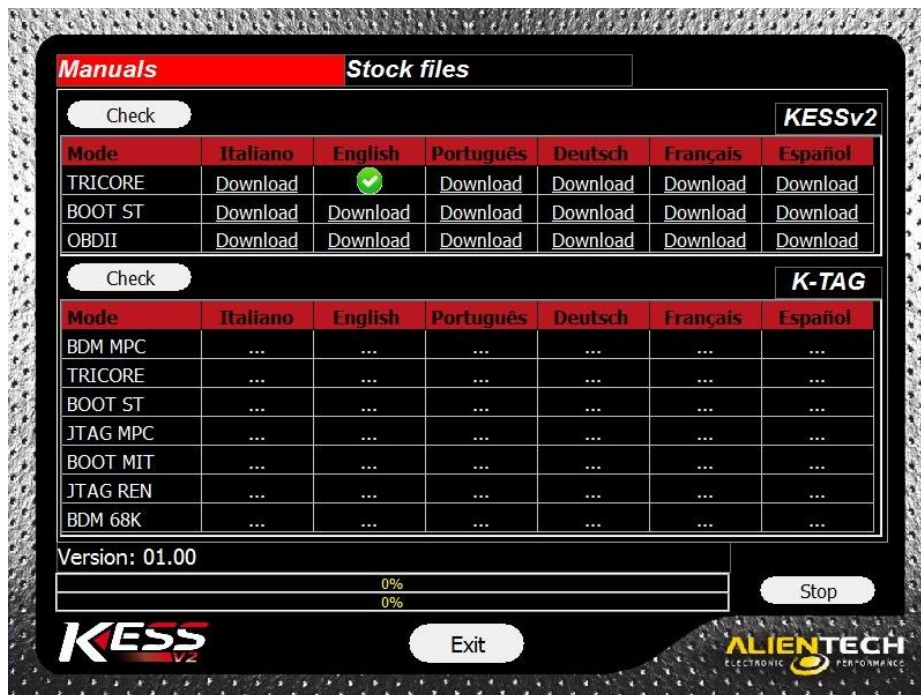 Manuals Stock files
Check KESSv2
Mode Italiano English Português Deutsch Français Español
TRICORE Download Download Download Download Download
BOOT ST Download Download Download Download Download Download
OBDII Download Download Download Download Download Download
Check K-TAG
Mode Italiano English Português Deutsch Français Español
BDM MPC ... ... ... ... ... ...
TRICORE ... ... ... ... ... ...
BOOT ST ... ... ... ... ... ...
JTAG MPC ... ... ... ... ... ...
BOOT MIT ... ... ... ... ... ...
JTAG REN ... ... ... ... ... ...
BDM 68K ... ... ... ... ... ...
Version: 01.00
0%
0%
Stop
KESS V2
Exit
ALIENTECH
ELECTRONIC PERFORMANCE